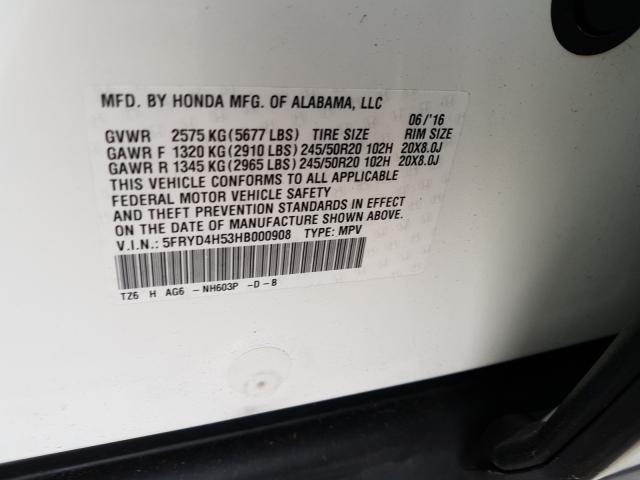 MFD. BY HONDA MFG. OF ALABAMA, LLC
06/'16
GVWR 2575 KG(5677 LBS) TIRE SIZE RIM SIZE
GAWR F 1320 KG(2910 LBS)245/50R20 102H 20X8.0J
GAWR R 1345 KG(2965 LBS)245/50R20 102H 20X8.0J
THIS VEHICLE CONFORMS TO ALL APPLICABLE
FEDERAL MOTOR VEHICLE SAFETY
AND THEFT PREVENTION STANDARDS IN EFFECT
ON THE DATE OF MANUFACTURE SHOWN ABOVE.
V.I.N.: 5FRYD4H53HB000908 TYPE: MPV
TZ6 H AG6 -NH603P -D-B